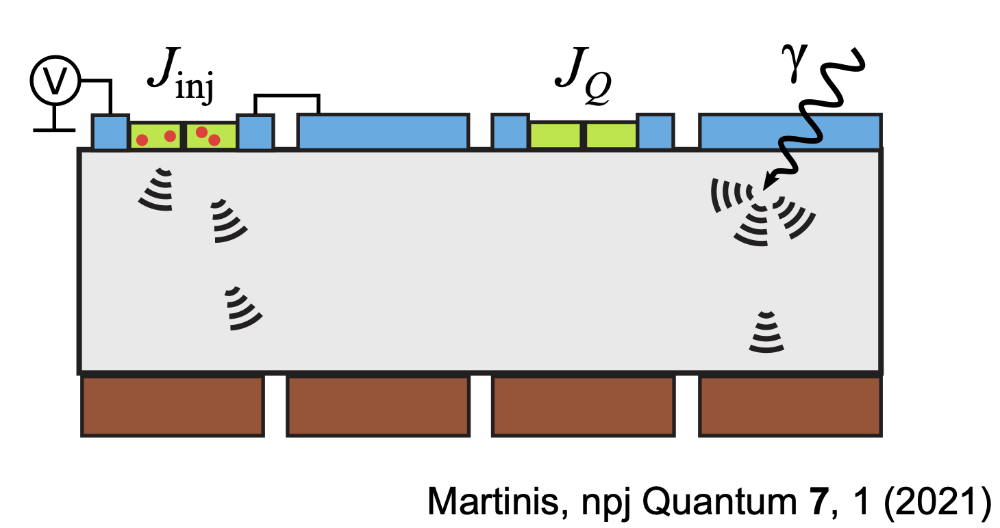 V
J_inj
J_Q
γ
Martinis, npj Quantum 7, 1 (2021)